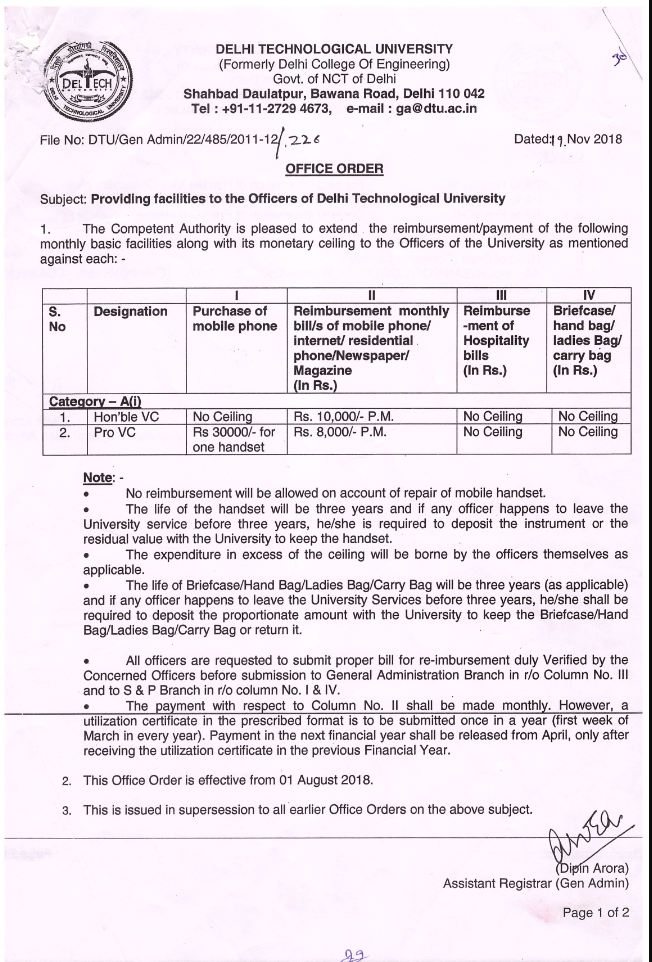 DELHI TECHNOLOGICAL UNIVERSITY
(Formerly Delhi College Of Engineering)
Govt. of NCT of Delhi
Shahbad Daulatpur, Bawana Road, Delhi 110 042
Tel : +91-11-2729 4673, e-mail : ga@dtu.ac.in
DELTECH
DELHI TECHNOLOGICAL UNIVERSITY
File No: DTU/Gen Admin/22/485/2011-12/226
Dated:19 Nov 2018
OFFICE ORDER
Subject: Providing facilities to the Officers of Delhi Technological University
1. The Competent Authority is pleased to extend the reimbursement/payment of the following
monthly basic facilities along with its monetary ceiling to the Officers of the University as mentioned
against each: -
I II III IV
S. No Designation Purchase of mobile phone Reimbursement monthly bill/s of mobile phone/ internet/ residential phone/Newspaper/ Magazine (In Rs.) Reimburse -ment of Hospitality bills (In Rs.) Briefcase/ hand bag/ ladies Bag/ carry bag (In Rs.)
Category – A(i)
1. Hon'ble VC No Ceiling Rs. 10,000/- P.M. No Ceiling No Ceiling
2. Pro VC Rs 30000/- for one handset Rs. 8,000/- P.M. No Ceiling No Ceiling
Note: -
• No reimbursement will be allowed on account of repair of mobile handset.
• The life of the handset will be three years and if any officer happens to leave the
University service before three years, he/she is required to deposit the instrument or the
residual value with the University to keep the handset.
• The expenditure in excess of the ceiling will be borne by the officers themselves as
applicable.
• The life of Briefcase/Hand Bag/Ladies Bag/Carry Bag will be three years (as applicable)
and if any officer happens to leave the University Services before three years, he/she shall be
required to deposit the proportionate amount with the University to keep the Briefcase/Hand
Bag/Ladies Bag/Carry Bag or return it.
• All officers are requested to submit proper bill for re-imbursement duly Verified by the
Concerned Officers before submission to General Administration Branch in r/o Column No. III
and to S & P Branch in r/o column No. I & IV.
• The payment with respect to Column No. II shall be made monthly. However, a
utilization certificate in the prescribed format is to be submitted once in a year (first week of
March in every year). Payment in the next financial year shall be released from April, only after
receiving the utilization certificate in the previous Financial Year.
2. This Office Order is effective from 01 August 2018.
3. This is issued in supersession to all earlier Office Orders on the above subject.
(Dipin Arora)
Assistant Registrar (Gen Admin)
Page 1 of 2